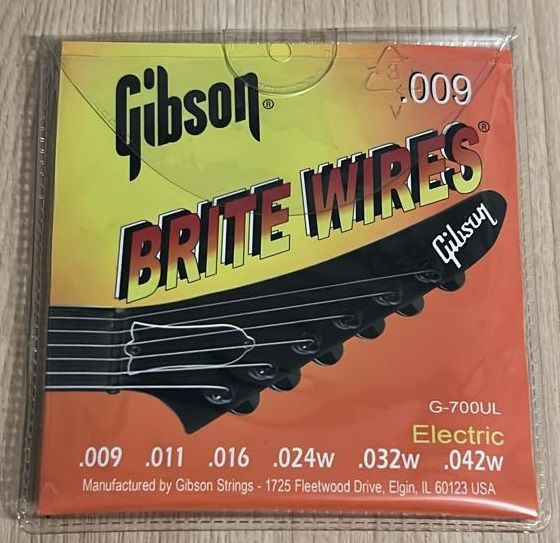 Gibson®
.009
BRITE WIRES®
Gibson
G-700UL
Electric
.009 .011 .016 .024w .032w .042w
Manufactured by Gibson Strings - 1725 Fleetwood Drive, Elgin, IL 60123 USA